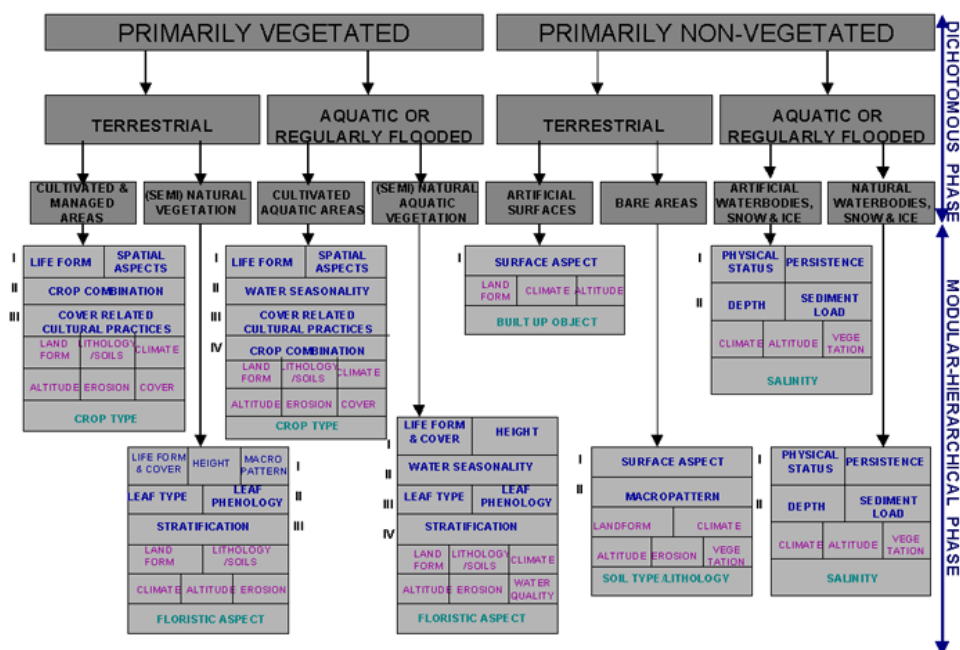 PRIMARILY VEGETATED
PRIMARILY NON-VEGETATED
DICHOTOMOUS PHASE
TERRESTRIAL
AQUATIC OR
REGULARLY FLOODED
TERRESTRIAL
AQUATIC OR
REGULARLY FLOODED
CULTIVATED &
MANAGED
AREAS
(SEMI) NATURAL
VEGETATION
CULTIVATED
AQUATIC AREAS
(SEMI) NATURAL
AQUATIC
VEGETATION
ARTIFICIAL
SURFACES
BARE AREAS
ARTIFICIAL
WATERBODIES,
SNOW & ICE
NATURAL
WATERBODIES,
SNOW & ICE
MODULAR-HIERARCHICAL PHASE
I
LIFE FORM
SPATIAL
ASPECTS
II
CROP COMBINATION
III
COVER RELATED
CULTURAL PRACTICES
LAND
FORM
LITHOLOGY
/SOILS
CLIMATE
ALTITUDE
EROSION
COVER
CROP TYPE
I
LIFE FORM
SPATIAL
ASPECTS
II
WATER SEASONALITY
III
COVER RELATED
CULTURAL PRACTICES
IV
CROP COMBINATION
LAND
FORM
LITHOLOGY
/SOILS
CLIMATE
ALTITUDE
EROSION
COVER
CROP TYPE
I
SURFACE ASPECT
LAND
FORM
CLIMATE
ALTITUDE
BUILT UP OBJECT
I
PHYSICAL
STATUS
PERSISTENCE
II
DEPTH
SEDIMENT
LOAD
CLIMATE
ALTITUDE
VEGE
TATION
SALINITY
LIFE FORM
& COVER
HEIGHT
MACRO
PATTERN
I
LEAF TYPE
LEAF
PHENOLOGY
II
STRATIFICATION
III
LAND
FORM
LITHOLOGY
/SOILS
CLIMATE
ALTITUDE
EROSION
FLORISTIC ASPECT
I
LIFE FORM
& COVER
HEIGHT
II
WATER SEASONALITY
III
LEAF TYPE
LEAF
PHENOLOGY
IV
STRATIFICATION
LAND
FORM
LITHOLOGY
/SOILS
CLIMATE
ALTITUDE
EROSION
WATER
QUALITY
FLORISTIC ASPECT
I
SURFACE ASPECT
II
MACROPATTERN
LANDFORM
CLIMATE
ALTITUDE
EROSION
VEGE
TATION
SOIL TYPE/LITHOLOGY
I
PHYSICAL
STATUS
PERSISTENCE
II
DEPTH
SEDIMENT
LOAD
CLIMATE
ALTITUDE
VEGE
TATION
SALINITY